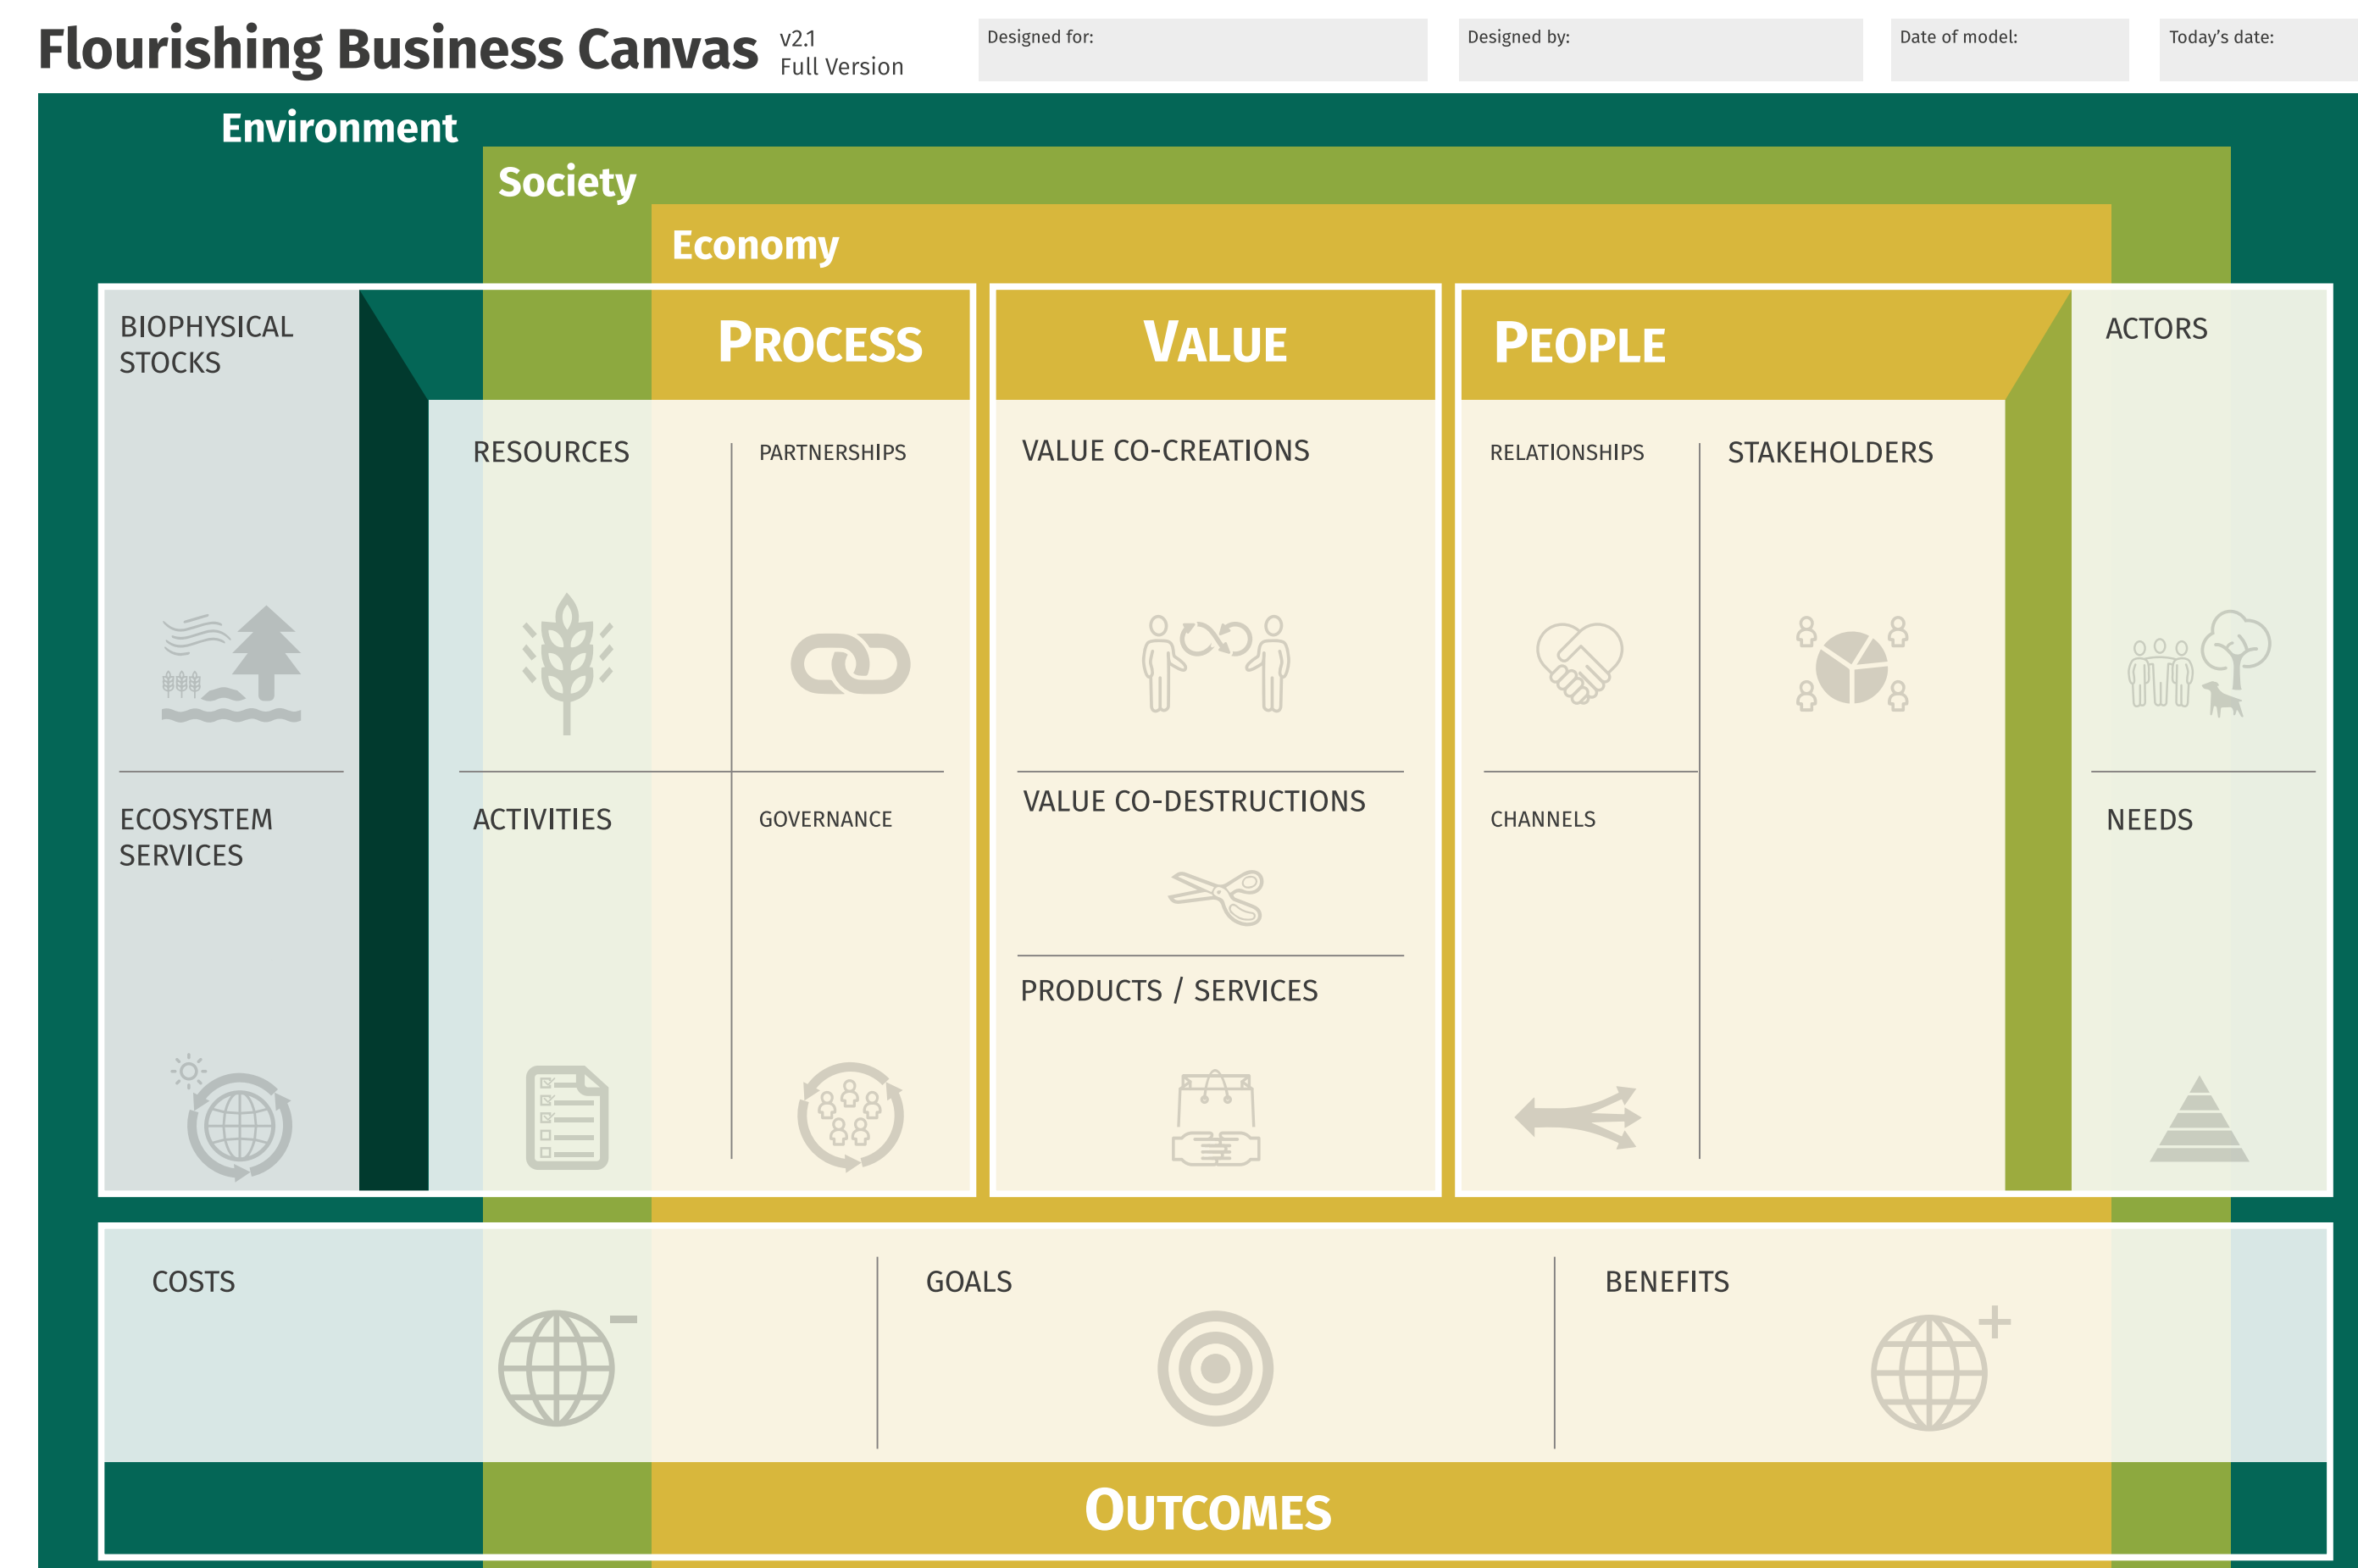 Flourishing Business Canvas
v2.1
Full Version
Designed for:
Designed by:
Date of model:
Today's date:
Environment
Society
Economy
BIOPHYSICAL
STOCKS
PROCESS
VALUE
PEOPLE
ACTORS
RESOURCES
PARTNERSHIPS
VALUE CO-CREATIONS
RELATIONSHIPS
STAKEHOLDERS
ECOSYSTEM
SERVICES
ACTIVITIES
GOVERNANCE
VALUE CO-DESTRUCTIONS
CHANNELS
NEEDS
PRODUCTS / SERVICES
COSTS
GOALS
BENEFITS
OUTCOMES